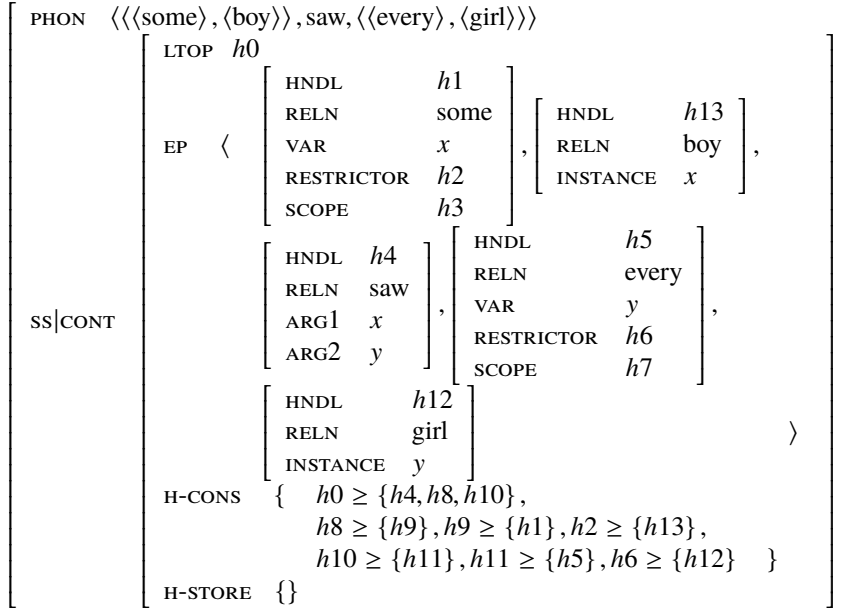 PHON ⟨⟨⟨some⟩, ⟨boy⟩⟩, saw, ⟨⟨every⟩, ⟨girl⟩⟩⟩
LTOP h0
HNDL h1
RELN some
VAR x
RESTRICTOR h2
SCOPE h3
,
HNDL h13
RELN boy
INSTANCE x
,
EP ⟨
HNDL h4
RELN saw
ARG1 x
ARG2 y
,
HNDL h5
RELN every
VAR y
RESTRICTOR h6
SCOPE h7
,
SS|CONT
HNDL h12
RELN girl
INSTANCE y
⟩
H-CONS { h0 ≥ {h4, h8, h10},
h8 ≥ {h9}, h9 ≥ {h1}, h2 ≥ {h13},
h10 ≥ {h11}, h11 ≥ {h5}, h6 ≥ {h12} }
H-STORE {}